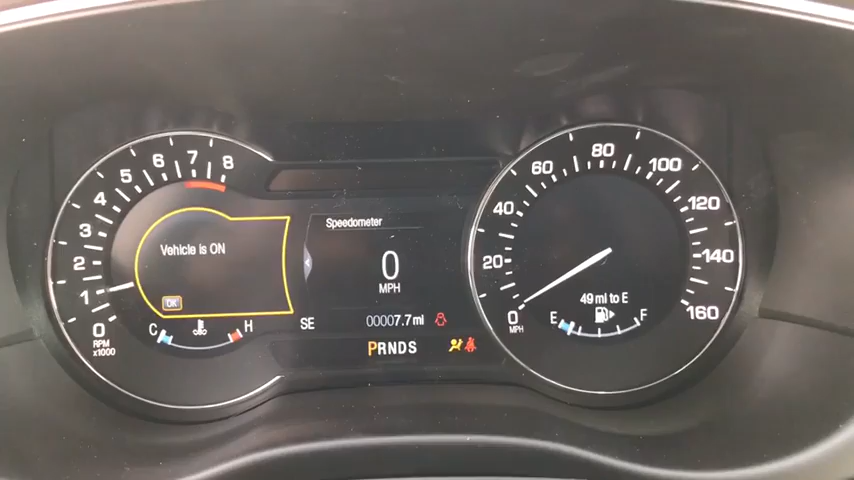 0
1
2
3
4
5
6
7
8
RPM
x1000
C
H
Vehicle is ON
OK
Speedometer
0
MPH
SE
00007.7 mi
PRNDS
0
20
40
60
80
100
120
140
160
MPH
49 mi to E
E
F